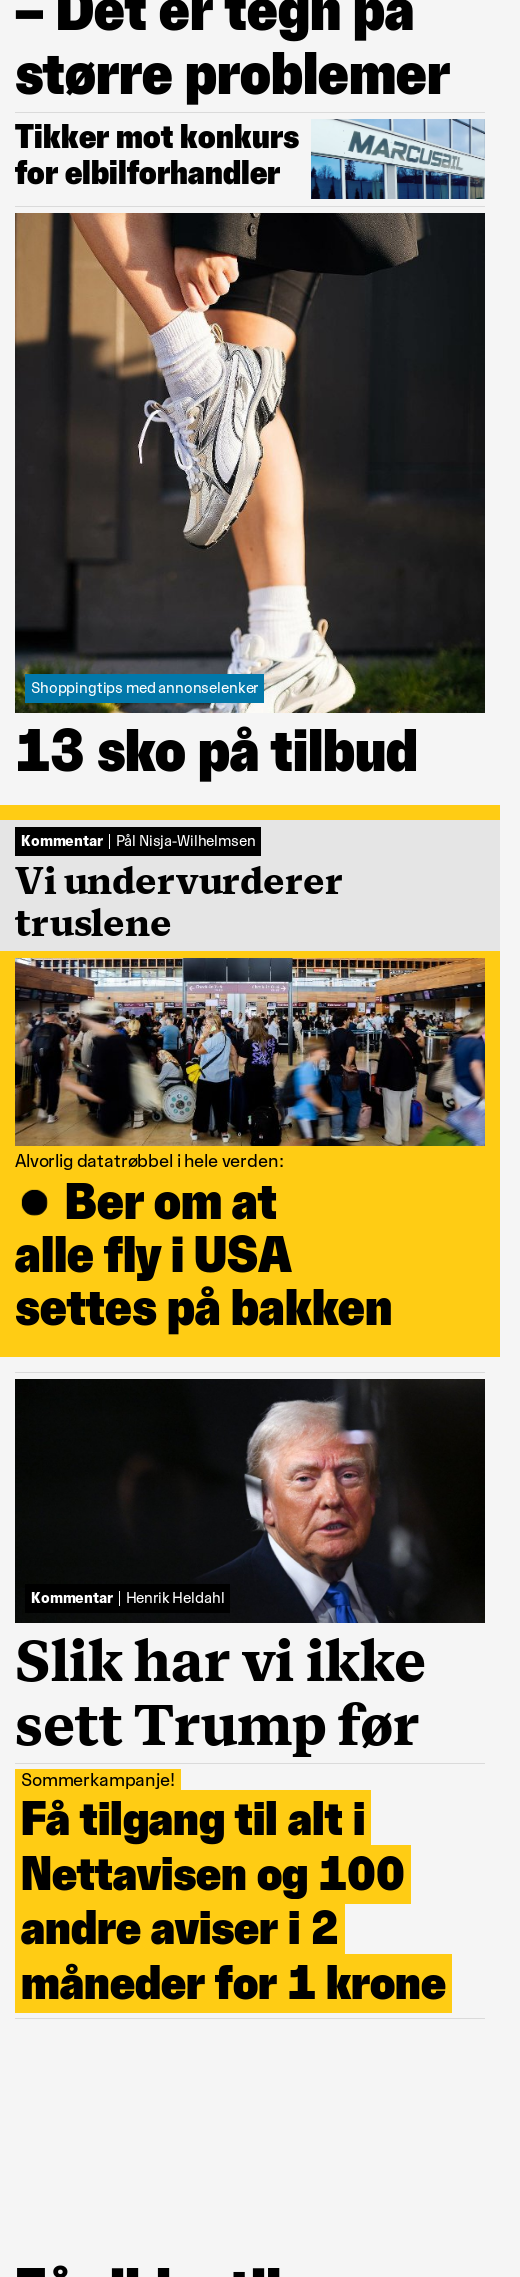 – Det er tegn på
større problemer
Tikker mot konkurs
for elbilforhandler
MARCUSBIL
Shoppingtips med annonselenker
13 sko på tilbud
Kommentar | Pål Nisja-Wilhelmsen
Vi undervurderer
truslene
Alvorlig datatrøbbel i hele verden:
● Ber om at
alle fly i USA
settes på bakken
Kommentar | Henrik Heldahl
Slik har vi ikke
sett Trump før
Sommerkampanje!
Få tilgang til alt i
Nettavisen og 100
andre aviser i 2
måneder for 1 krone